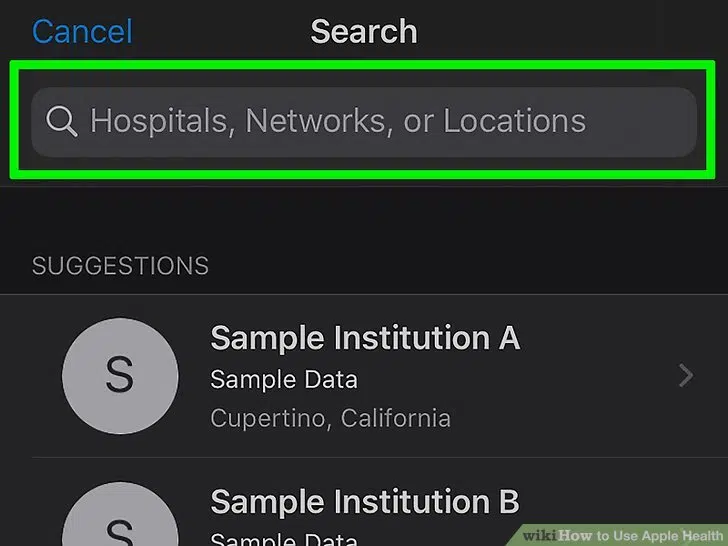 Cancel
Search
Hospitals, Networks, or Locations
SUGGESTIONS
S
Sample Institution A
Sample Data
Cupertino, California
S
Sample Institution B
Sample Data
wikiHow to Use Apple Health